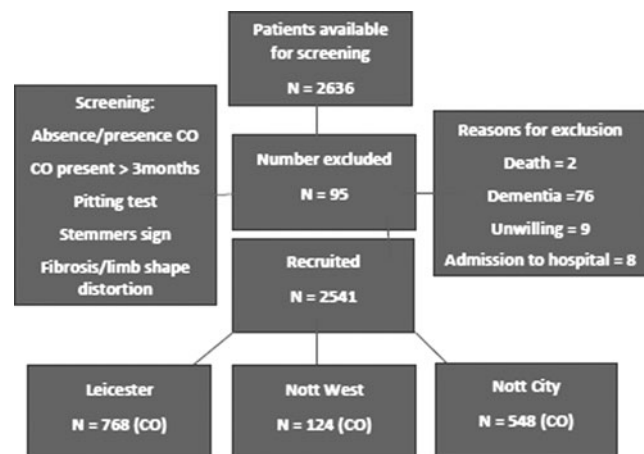 Patients available
for screening
N = 2636
Screening:
Absence/presence CO
CO present > 3months
Pitting test
Stemmers sign
Fibrosis/limb shape
distortion
Number excluded
N = 95
Reasons for exclusion
Death = 2
Dementia =76
Unwilling = 9
Admission to hospital = 8
Recruited
N = 2541
Leicester
N = 768 (CO)
Nott West
N = 124 (CO)
Nott City
N = 548 (CO)